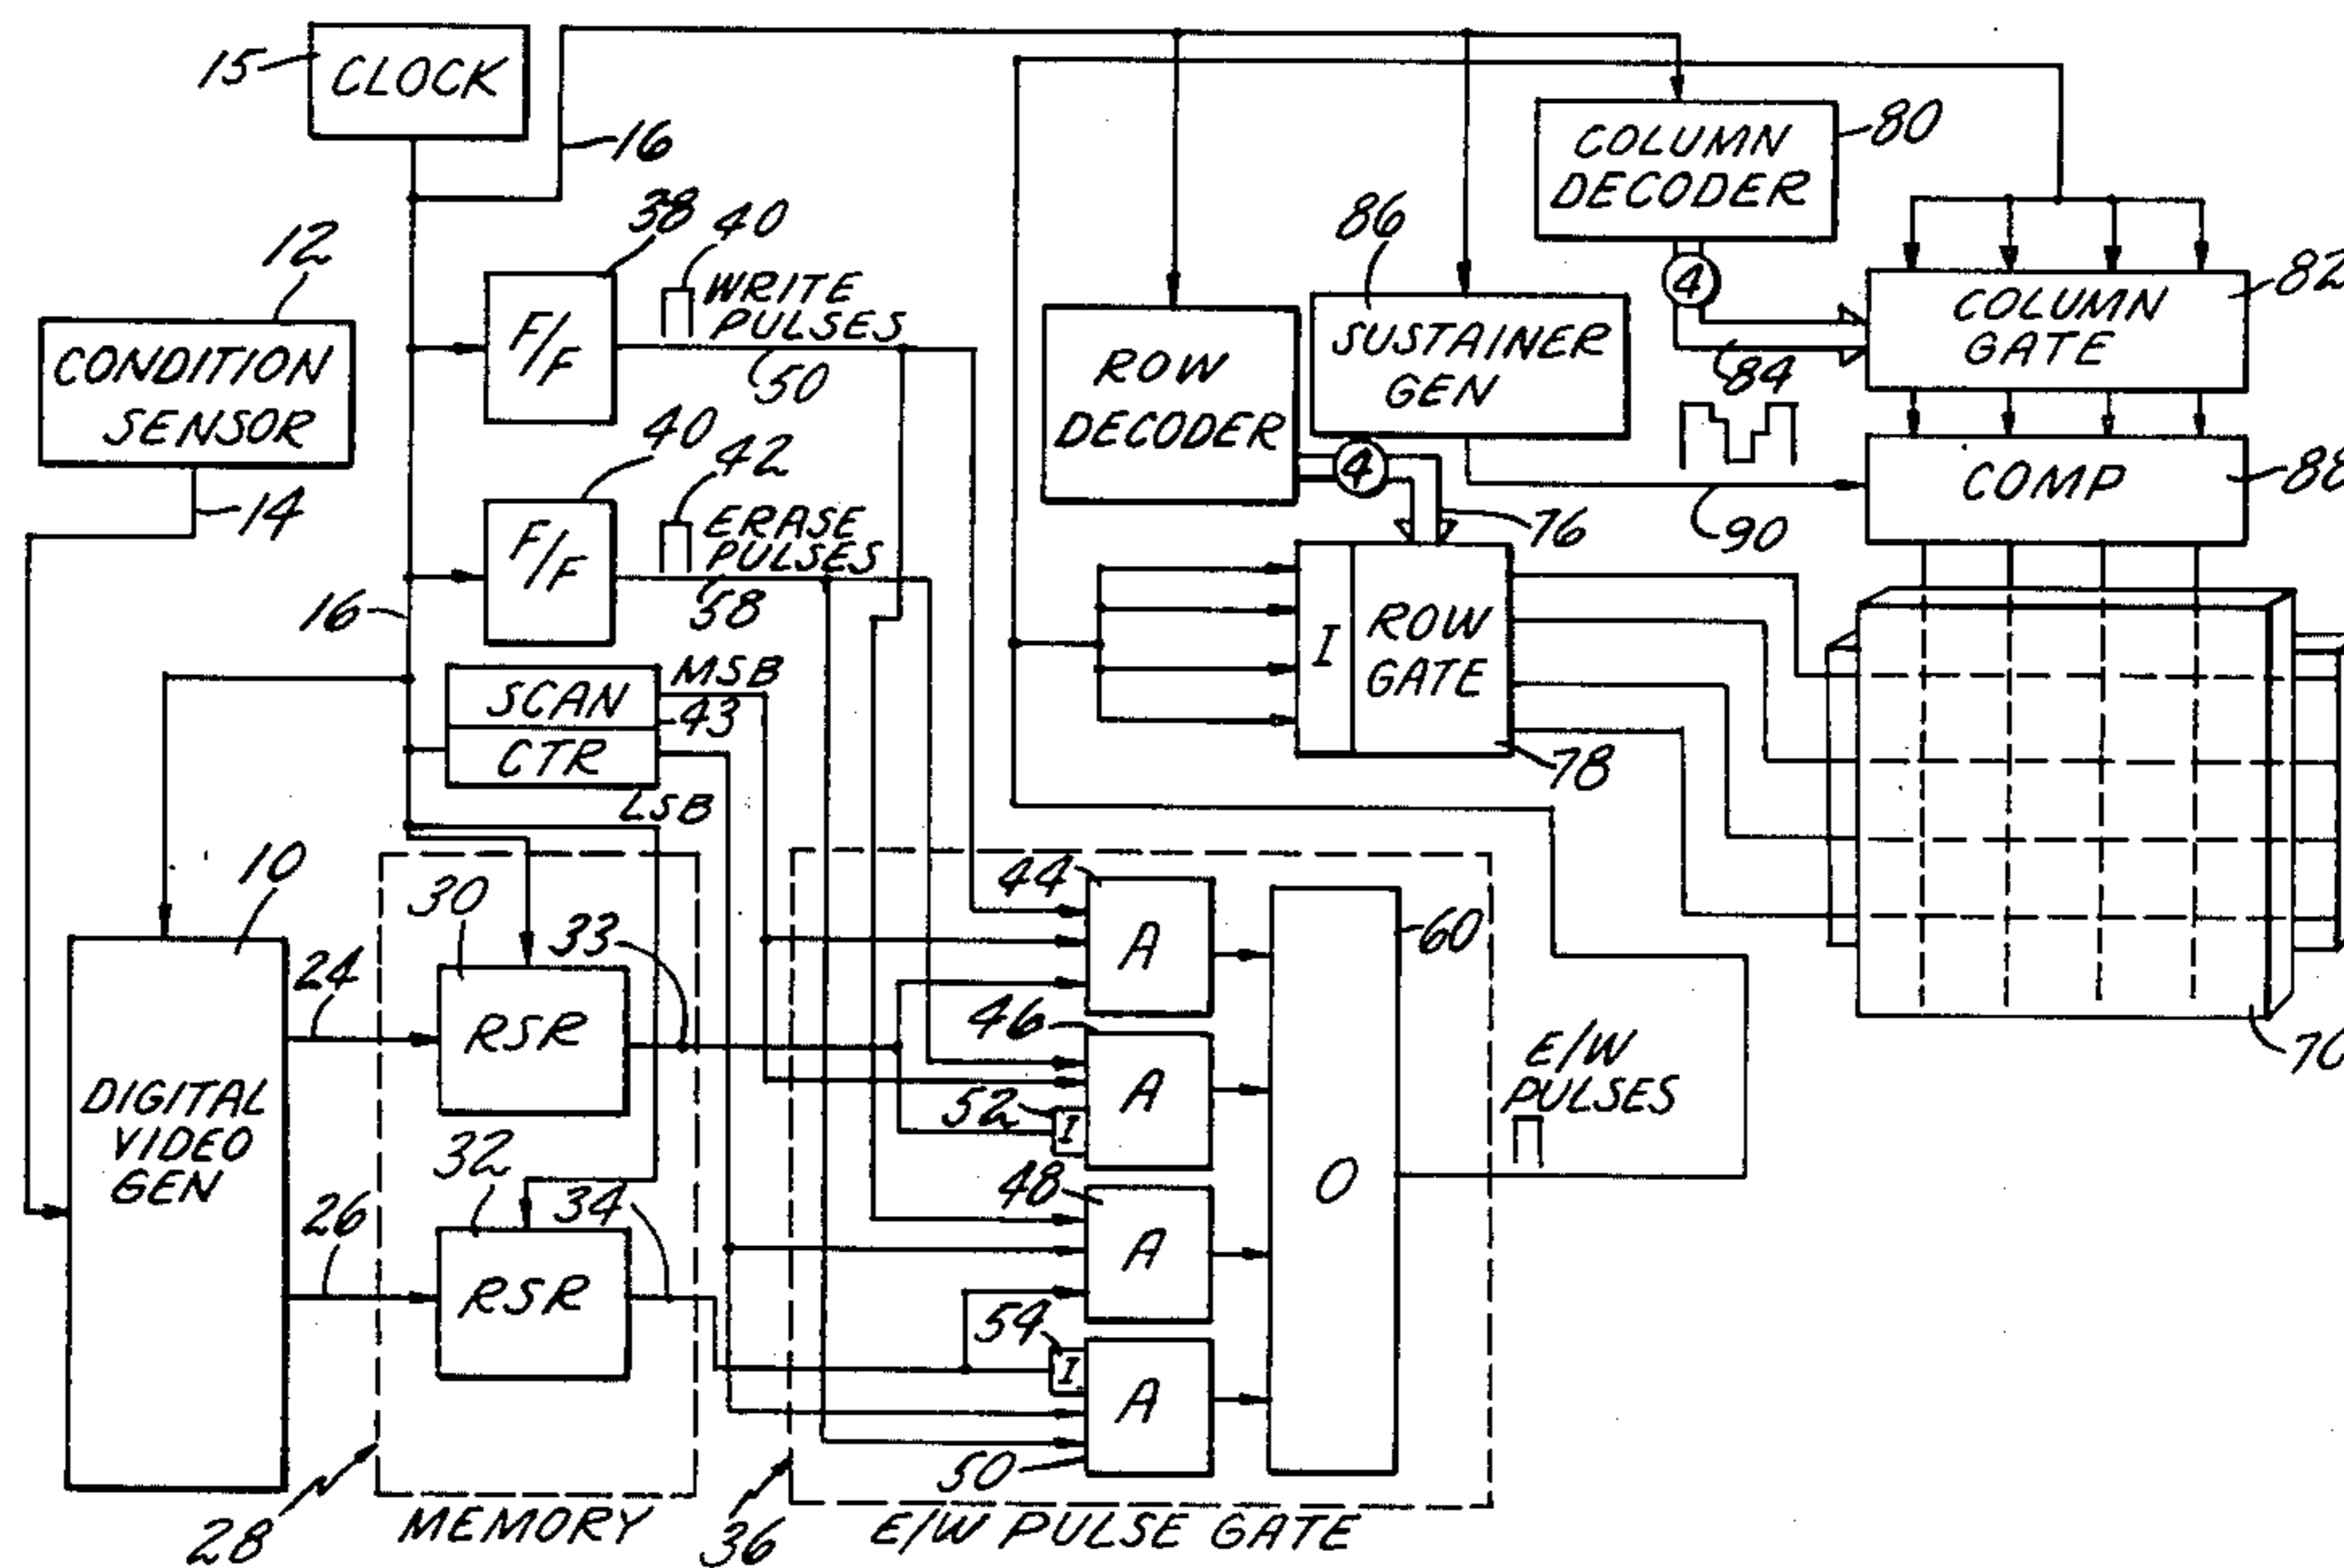 15
CLOCK
16
COLUMN
DECODER
80
12
38
40
86
4
82
CONDITION
SENSOR
F/F
WRITE
PULSES
50
ROW
DECODER
SUSTAINER
GEN
84
COLUMN
GATE
14
40
42
4
COMP
88
F/F
ERASE
PULSES
58
76
90
16
MSB
SCAN
43
CTR
LSB
I
ROW
GATE
78
10
30
33
44
A
60
24
RSR
46
52
I
A
E/W
PULSES
70
DIGITAL
VIDEO
GEN
32
34
48
A
O
26
RSR
54
I
A
50
28
MEMORY
36
E/W PULSE GATE